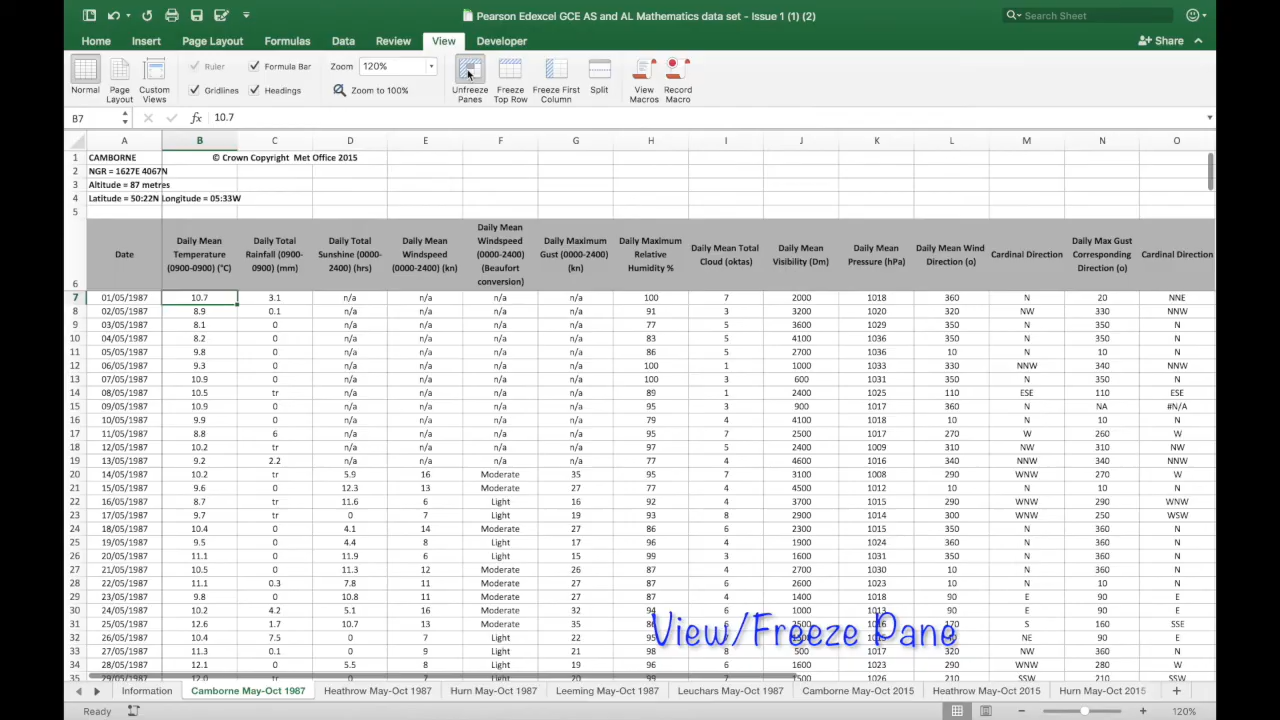 Pearson Edexcel GCE AS and AL Mathematics data set - Issue 1 (1) (2)
Search Sheet
Home Insert Page Layout Formulas Data Review View Developer
Share
Ruler Formula Bar Zoom 120%
Gridlines Headings Zoom to 100%
Normal Page Layout Custom Views Unfreeze Panes Freeze Top Row Freeze First Column Split View Macros Record Macro
B7 fx 10.7
A B C D E F G H I J K L M N O
1 CAMBORNE © Crown Copyright Met Office 2015
2 NGR = 1627E 4067N
3 Altitude = 87 metres
4 Latitude = 50:22N Longitude = 05:33W
5
6 Date Daily Mean Temperature (0900-0900) (°C) Daily Total Rainfall (0900-0900) (mm) Daily Total Sunshine (0000-2400) (hrs) Daily Mean Windspeed (0000-2400) (kn) Daily Mean Windspeed (0000-2400) (Beaufort conversion) Daily Maximum Gust (0000-2400) (kn) Daily Maximum Relative Humidity % Daily Mean Total Cloud (oktas) Daily Mean Visibility (Dm) Daily Mean Pressure (hPa) Daily Mean Wind Direction (o) Cardinal Direction Daily Max Gust Corresponding Direction (o) Cardinal Direction
7 01/05/1987 10.7 3.1 n/a n/a n/a n/a 100 7 2000 1018 360 N 20 NNE
8 02/05/1987 8.9 0.1 n/a n/a n/a n/a 91 3 3200 1020 320 NW 330 NNW
9 03/05/1987 8.1 0 n/a n/a n/a n/a 77 5 3600 1029 350 N 350 N
10 04/05/1987 8.2 0 n/a n/a n/a n/a 83 5 4100 1036 350 N 350 N
11 05/05/1987 9.8 0 n/a n/a n/a n/a 86 5 2700 1036 10 N 10 N
12 06/05/1987 9.3 0 n/a n/a n/a n/a 100 1 1000 1033 330 NNW 340 NNW
13 07/05/1987 10.9 0 n/a n/a n/a n/a 100 3 600 1031 350 N 350 N
14 08/05/1987 10.5 tr n/a n/a n/a n/a 89 1 2400 1025 110 ESE 110 ESE
15 09/05/1987 10.9 0 n/a n/a n/a n/a 95 3 900 1017 360 N NA #N/A
16 10/05/1987 9.9 0 n/a n/a n/a n/a 79 4 4100 1017 10 N 10 N
17 11/05/1987 8.8 6 n/a n/a n/a n/a 95 7 2500 1017 270 W 260 W
18 12/05/1987 10.2 tr n/a n/a n/a n/a 97 5 2400 1009 310 NW 310 NW
19 13/05/1987 9.2 2.2 n/a n/a n/a n/a 77 4 4600 1016 340 NNW 340 NNW
20 14/05/1987 10.2 tr 5.9 16 Moderate 35 95 7 3100 1008 290 WNW 270 W
21 15/05/1987 9.6 0 12.3 13 Moderate 27 77 4 4500 1012 10 N 10 N
22 16/05/1987 8.7 tr 11.6 6 Light 16 92 4 3700 1015 290 WNW 290 WNW
23 17/05/1987 9.7 tr 0 7 Light 19 93 8 2900 1014 300 WNW 250 WSW
24 18/05/1987 10.4 0 4.1 14 Moderate 27 86 6 2300 1015 350 N 360 N
25 19/05/1987 9.5 0 4.4 8 Light 17 96 4 1900 1024 360 N 360 N
26 20/05/1987 11.1 0 11.9 6 Light 15 99 3 1600 1031 360 N 360 N
27 21/05/1987 10.5 0 11.3 12 Moderate 26 87 4 2700 1030 10 N 360 N
28 22/05/1987 11.1 0.3 7.8 11 Moderate 27 87 6 2600 1023 10 N 10 N
29 23/05/1987 9.8 0 10.8 11 Moderate 27 87 4 1400 1018 90 E 90 E
30 24/05/1987 10.2 4.2 5.1 16 Moderate 32 94 6 1000 1013 90 E 90 E
31 25/05/1987 12.6 1.7 10.7 13 Moderate 35 170 S 160 SSE
32 26/05/1987 10.4 7.5 0 7 Light 22 NE 90 E
33 27/05/1987 11.3 0.9 0 9 Light 21 98 8 500 1017 320 NW 350 N
34 28/05/1987 12.1 0 5.5 8 Light 19 96 6 1600 1023 290 WNW 280 W
35
View/Freeze Pane
Information Camborne May-Oct 1987 Heathrow May-Oct 1987 Hurn May-Oct 1987 Leeming May-Oct 1987 Leuchars May-Oct 1987 Camborne May-Oct 2015 Heathrow May-Oct 2015 Hurn May-Oct 2015
Ready 120%